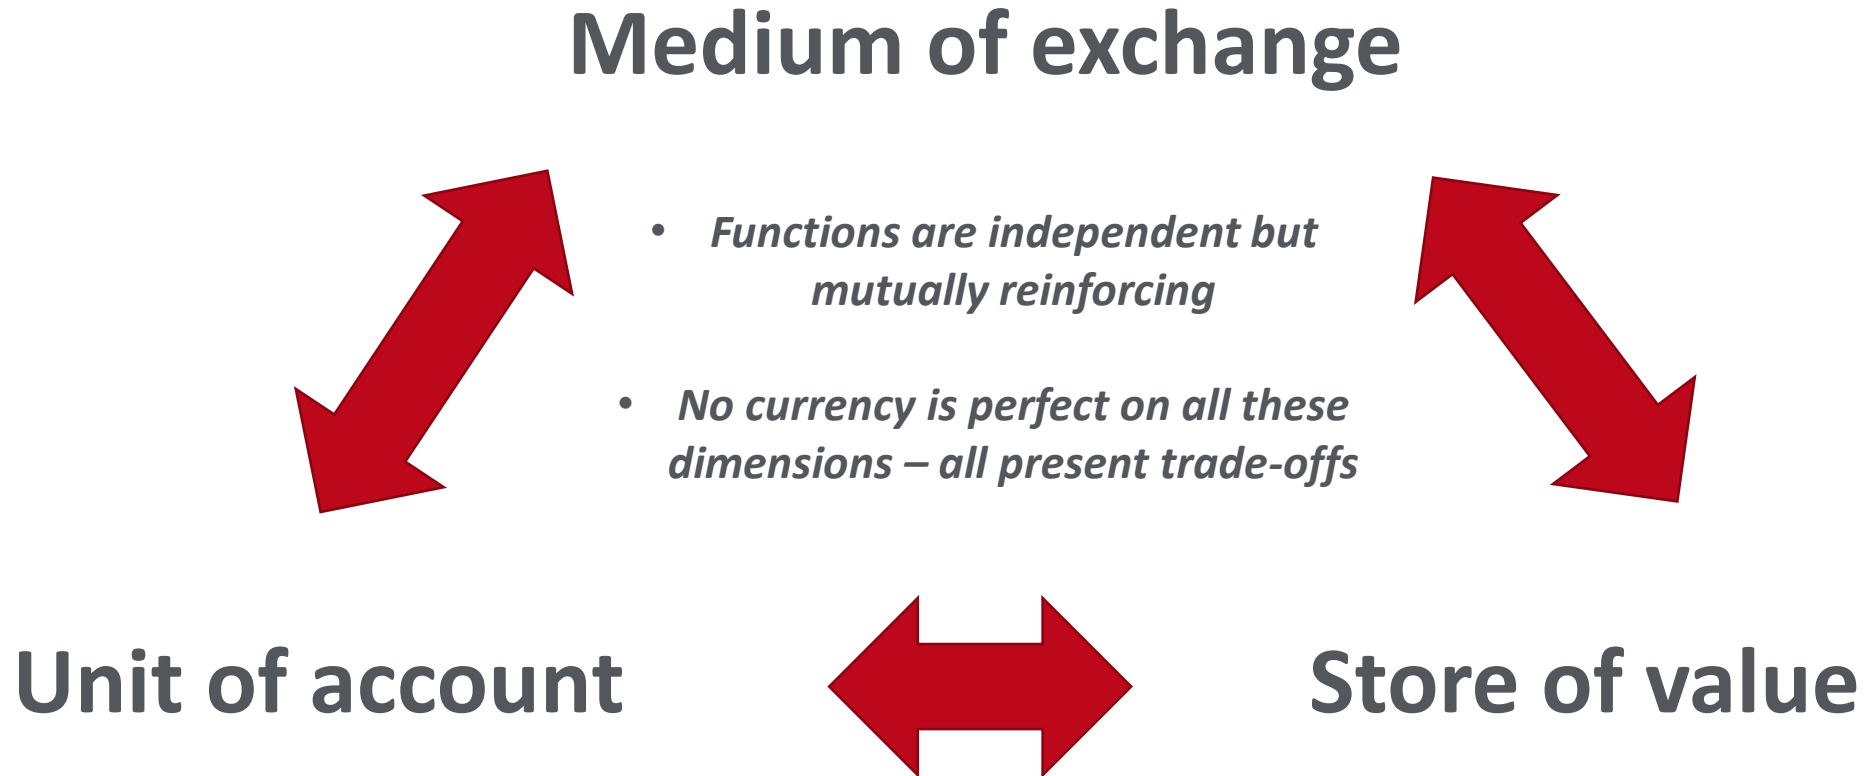 Medium of exchange
• Functions are independent but
mutually reinforcing
• No currency is perfect on all these
dimensions – all present trade-offs
Unit of account
Store of value